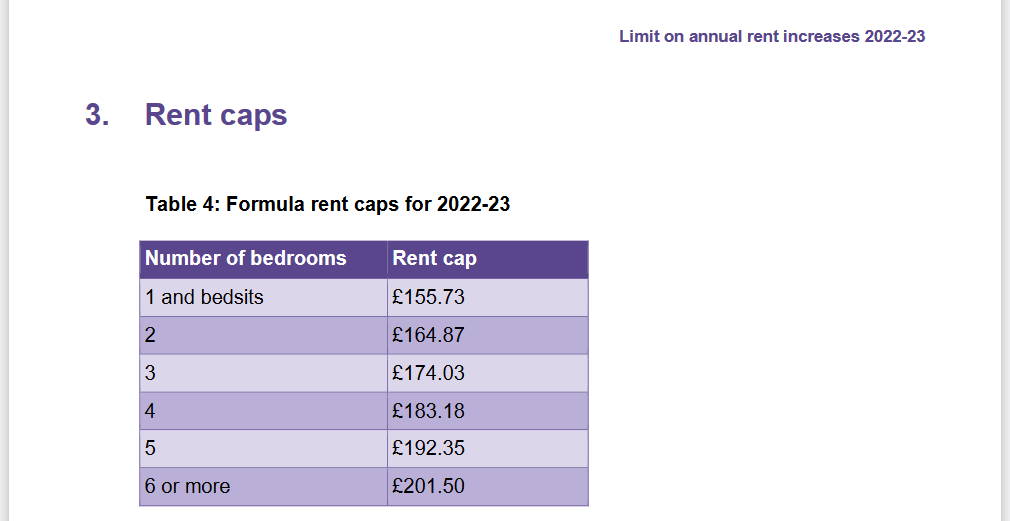 Limit on annual rent increases 2022-23
3. Rent caps
Table 4: Formula rent caps for 2022-23
Number of bedrooms Rent cap
1 and bedsits £155.73
2 £164.87
3 £174.03
4 £183.18
5 £192.35
6 or more £201.50